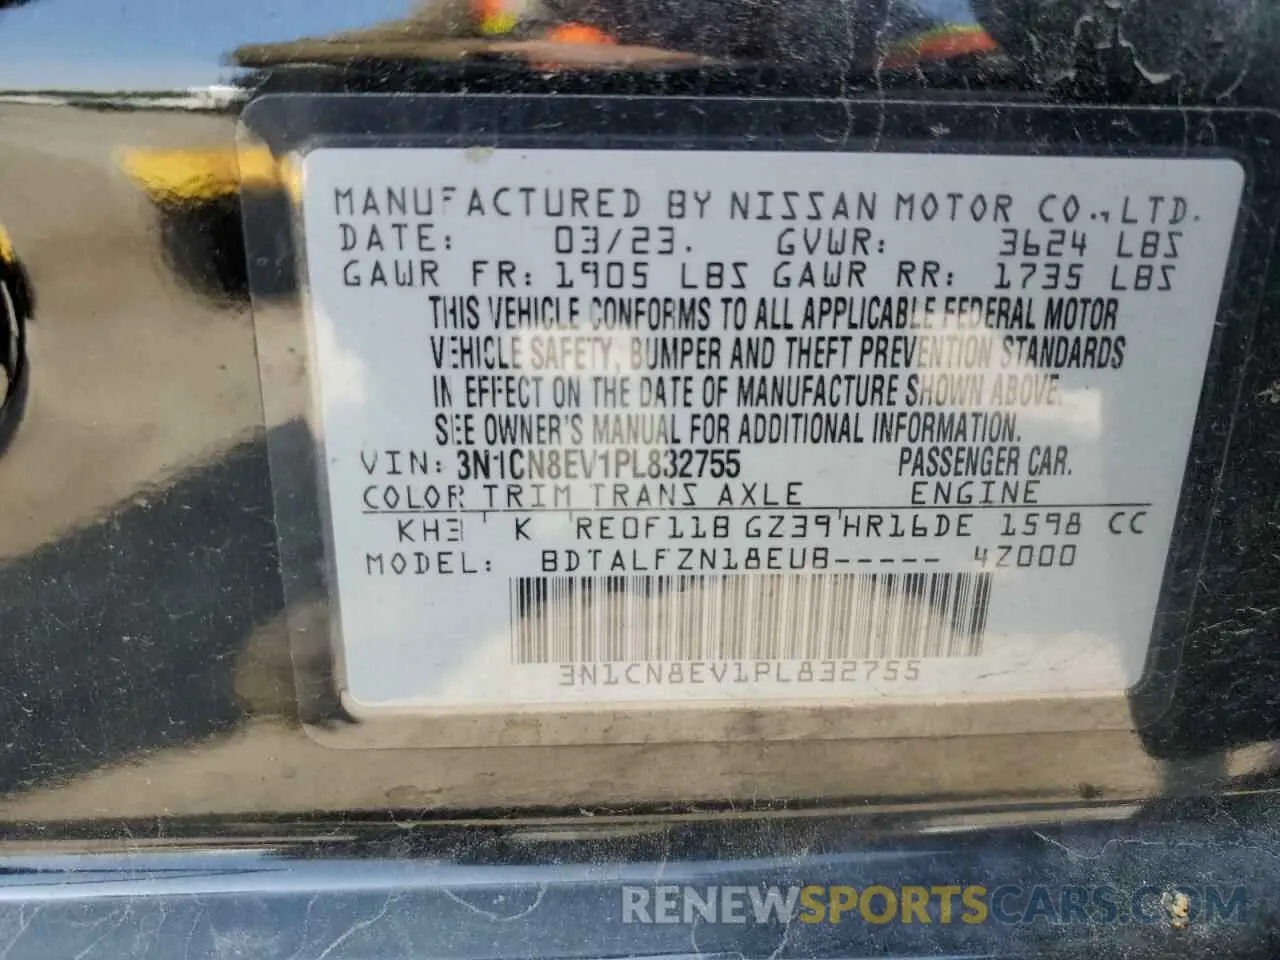 MANUFACTURED BY NISSAN MOTOR CO., LTD.
DATE: 03/23. GVWR: 3624 LBS
GAWR FR: 1905 LBS GAWR RR: 1735 LBS
THIS VEHICLE CONFORMS TO ALL APPLICABLE FEDERAL MOTOR
VEHICLE SAFETY, BUMPER AND THEFT PREVENTION STANDARDS
IN EFFECT ON THE DATE OF MANUFACTURE SHOWN ABOVE.
SEE OWNER'S MANUAL FOR ADDITIONAL INFORMATION.
VIN: 3N1CN8EV1PL832755 PASSENGER CAR.
COLOR TRIM TRANS AXLE ENGINE
KH3 K RE0F11B GZ39 HR16DE 1598 CC
MODEL: BDTALFZN18EUB----- 4Z000
3N1CN8EV1PL832755
RENEWSPORTSCARS.COM